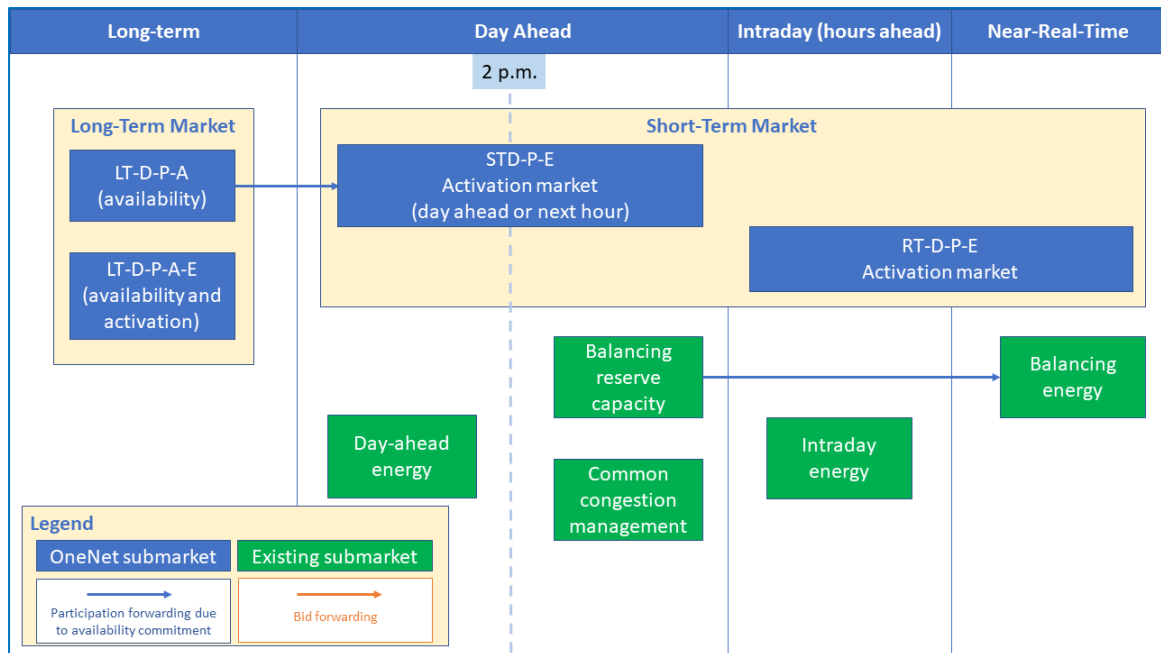 Long-term
Day Ahead
Intraday (hours ahead)
Near-Real-Time
2 p.m.
Long-Term Market
LT-D-P-A
(availability)
LT-D-P-A-E
(availability and
activation)
Short-Term Market
STD-P-E
Activation market
(day ahead or next hour)
RT-D-P-E
Activation market
Balancing
reserve
capacity
Balancing
energy
Day-ahead
energy
Intraday
energy
Common
congestion
management
Legend
OneNet submarket
Existing submarket
Participation forwarding due
to availability commitment
Bid forwarding